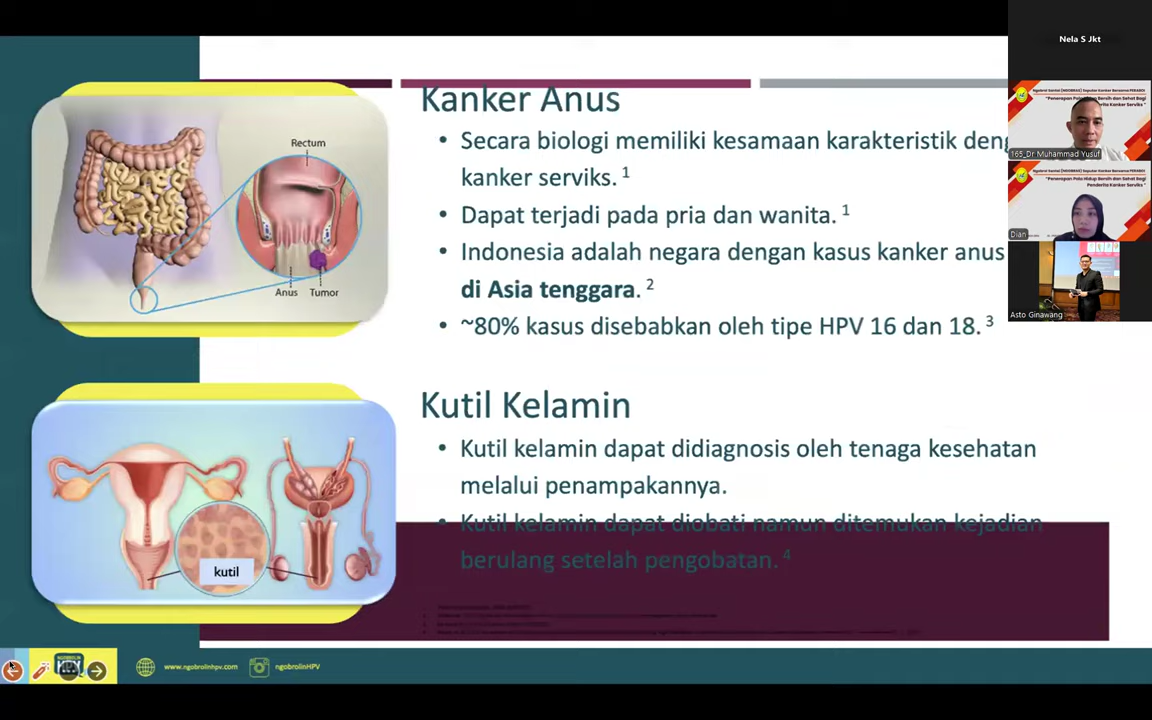 Nela S Jkt
Kanker Anus
• Secara biologi memiliki kesamaan karakteristik deng
kanker serviks. 1
• Dapat terjadi pada pria dan wanita. 1
• Indonesia adalah negara dengan kasus kanker anus
di Asia tenggara. 2
• ~80% kasus disebabkan oleh tipe HPV 16 dan 18. 3
Rectum
Anus Tumor
Kutil Kelamin
• Kutil kelamin dapat didiagnosis oleh tenaga kesehatan
melalui penampakannya.
• Kutil kelamin dapat diobati namun ditemukan kejadian
berulang setelah pengobatan. 4
kutil
www.ngobrolinhpv.com ngobrolinHPV
165_Dr Muhammad Yusuf
Dian
Asto Ginawang